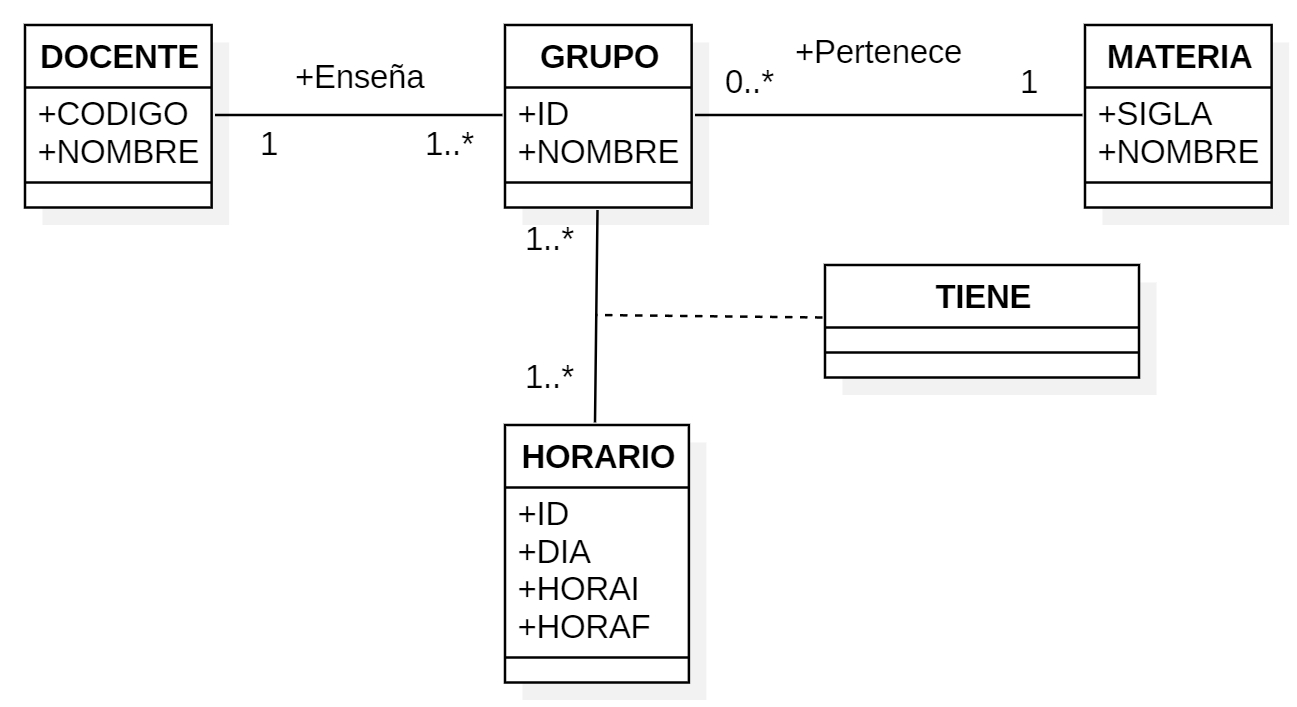 DOCENTE
+CODIGO
+NOMBRE
+Enseña
1
1..*
GRUPO
+ID
+NOMBRE
+Pertenece
0..*
1
MATERIA
+SIGLA
+NOMBRE
1..*
1..*
TIENE
HORARIO
+ID
+DIA
+HORAI
+HORAF